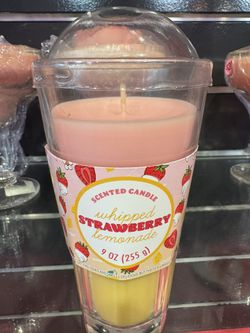 SCENTED CANDLE
whipped
STRAWBERRY
lemonade
9 OZ (255 g)